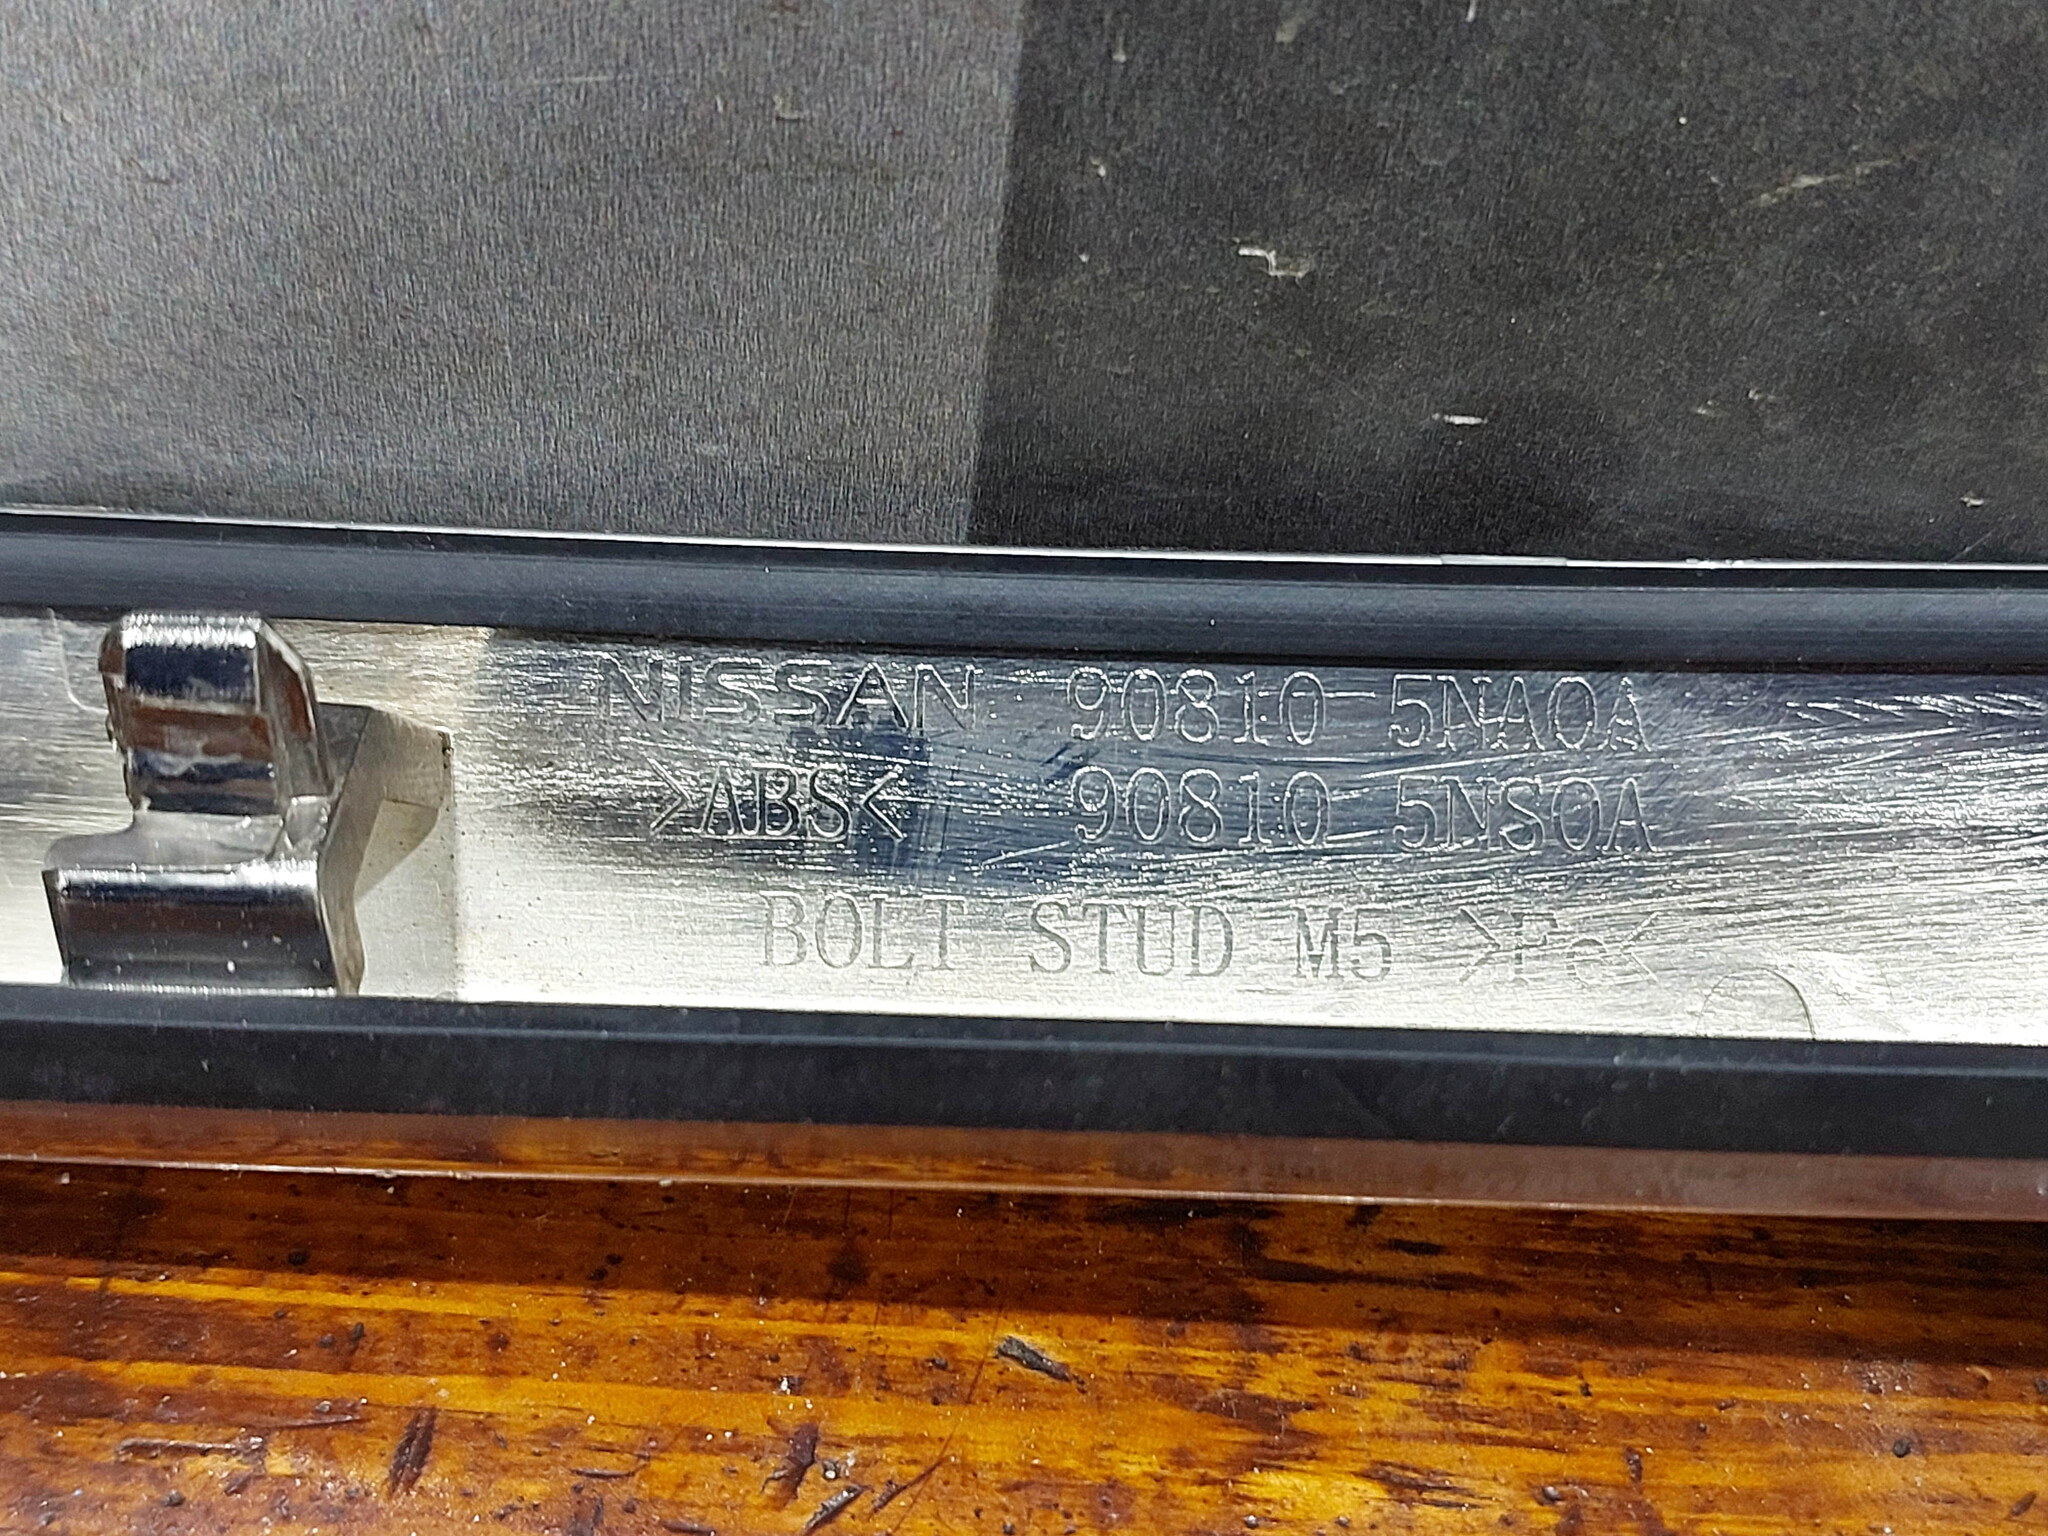 NISSAN 90810 5NA0A
>ABS< 90810 5NS0A
BOLT STUD M5 >Fe<